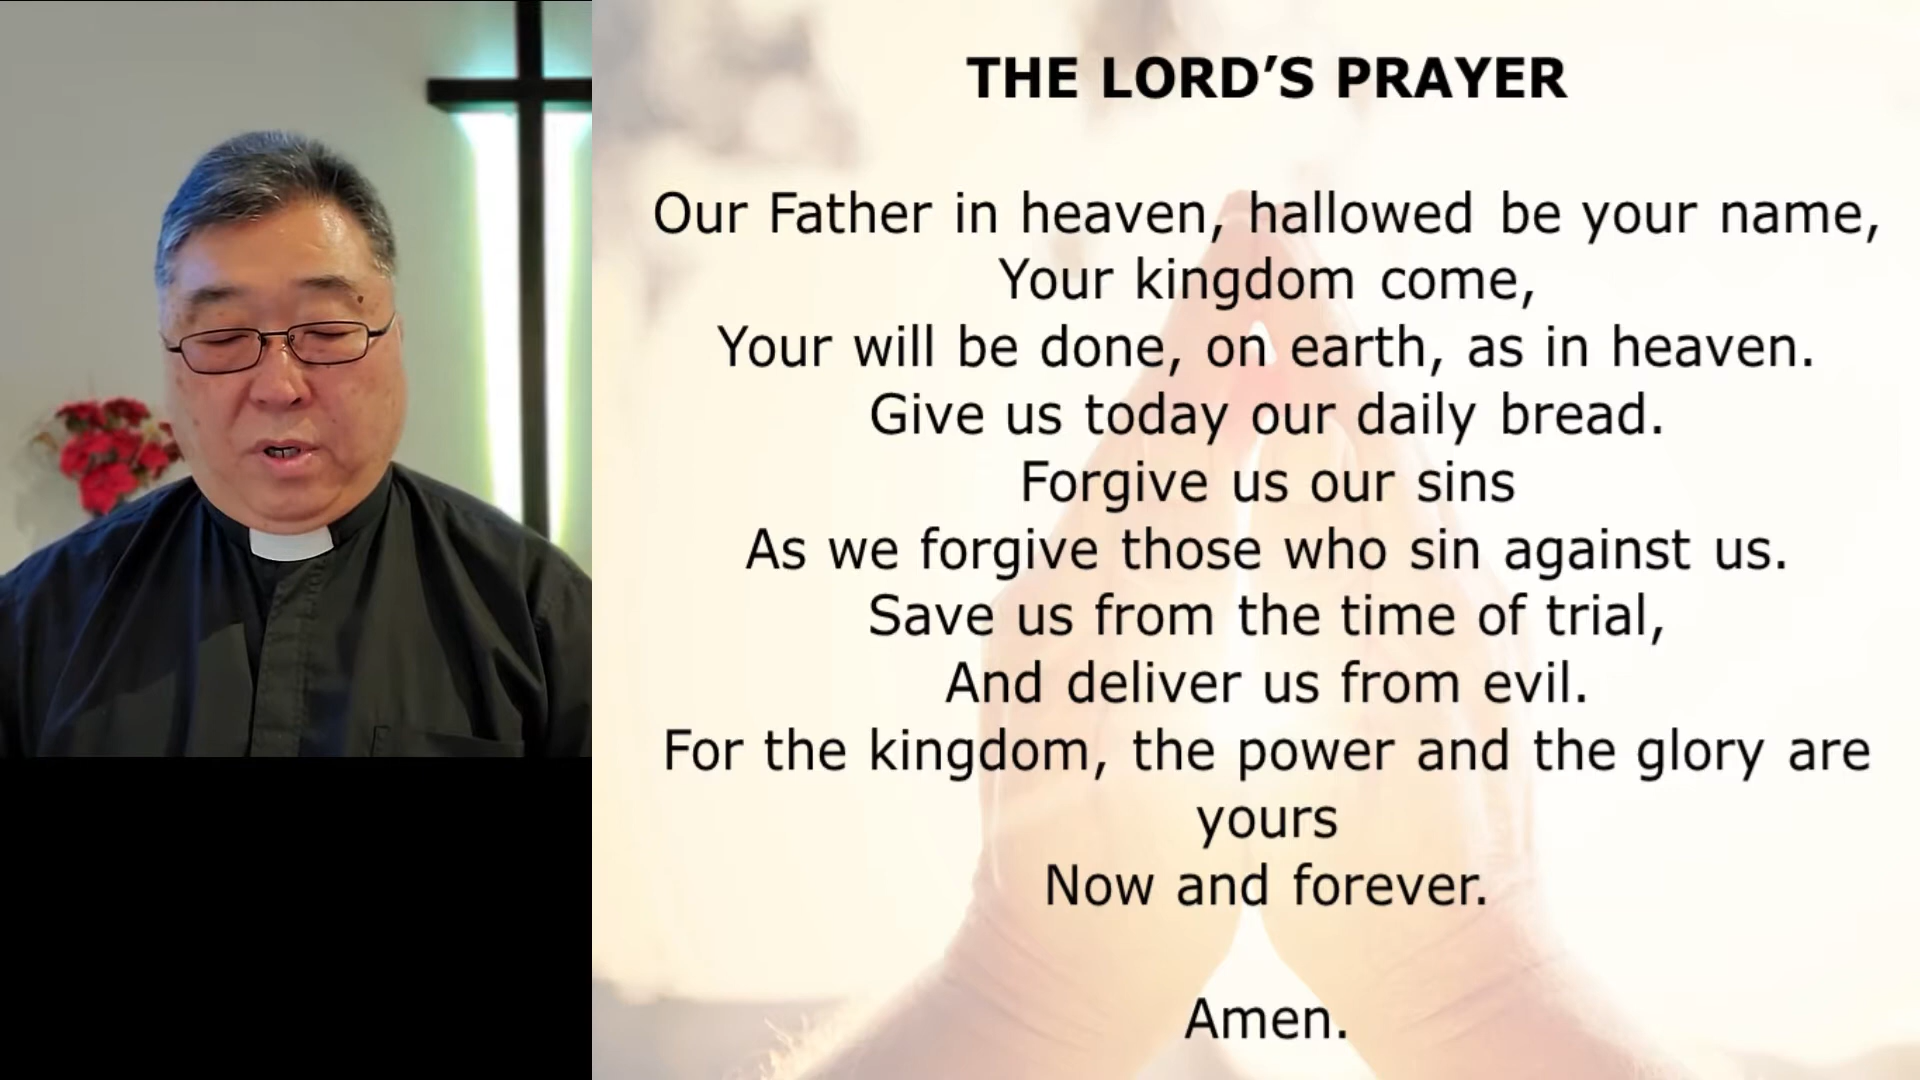 THE LORD’S PRAYER
Our Father in heaven, hallowed be your name,
Your kingdom come,
Your will be done, on earth, as in heaven.
Give us today our daily bread.
Forgive us our sins
As we forgive those who sin against us.
Save us from the time of trial,
And deliver us from evil.
For the kingdom, the power and the glory are
yours
Now and forever.
Amen.